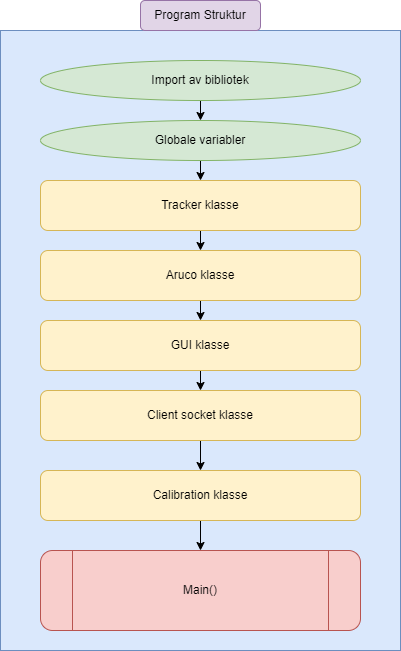 Program Struktur
Import av bibliotek
Globale variabler
Tracker klasse
Aruco klasse
GUI klasse
Client socket klasse
Calibration klasse
Main()